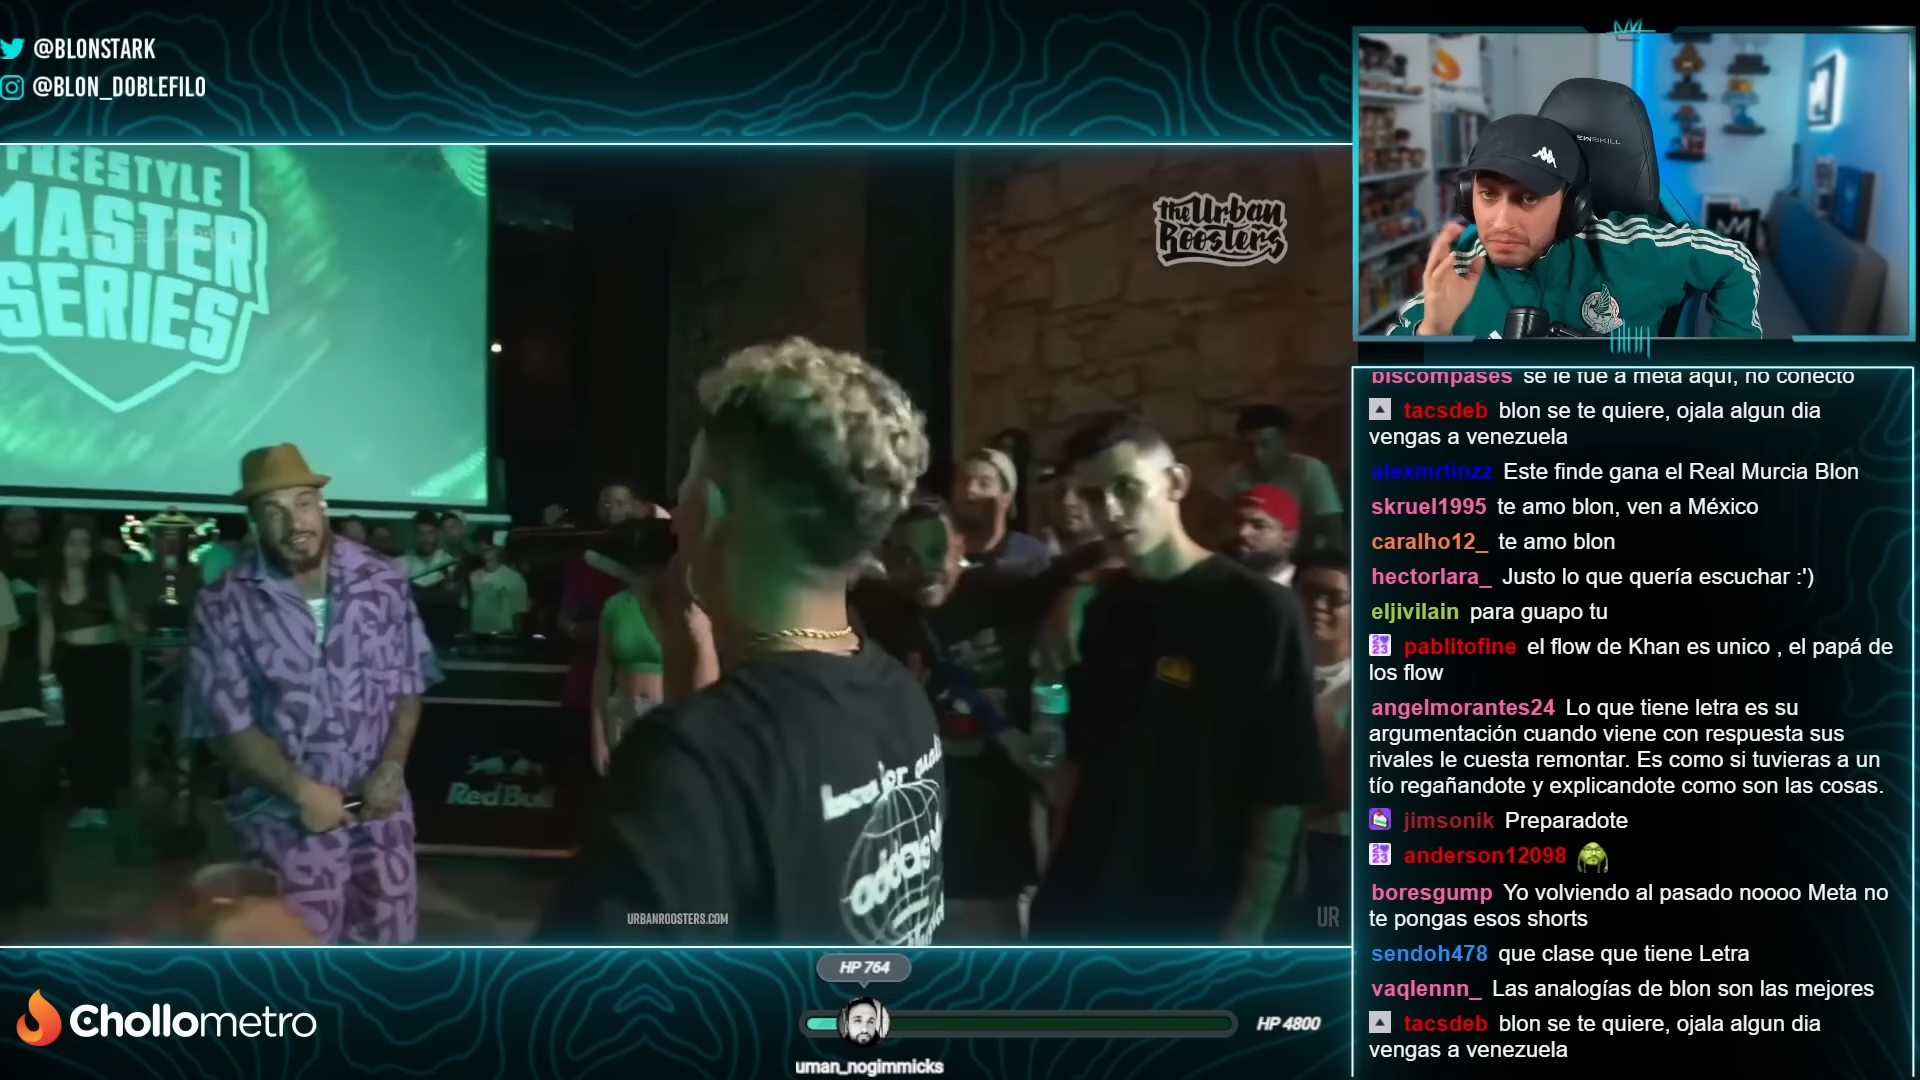 @BLONSTARK
@BLON_DOBLEFILO
FREESTYLE
MASTER
SERIES
the Urban
Roosters
Red Bull
URBANROOSTERS.COM
UR
Chollometro
HP 764
HP 4800
uman_nogimmicks
biscompases se le fue a meta aquí, no conecto
tacsdeb blon se te quiere, ojala algun dia
vengas a venezuela
alexmrtinzz Este finde gana el Real Murcia Blon
skruel1995 te amo blon, ven a México
caralho12_ te amo blon
hectorlara_ Justo lo que quería escuchar :')
eljivilain para guapo tu
pablitofine el flow de Khan es unico , el papá de
los flow
angelmorantes24 Lo que tiene letra es su
argumentación cuando viene con respuesta sus
rivales le cuesta remontar. Es como si tuvieras a un
tío regañandote y explicandote como son las cosas.
jimsonik Preparadote
anderson12098
boresgump Yo volviendo al pasado noooo Meta no
te pongas esos shorts
sendoh478 que clase que tiene Letra
vaqlennn_ Las analogías de blon son las mejores
tacsdeb blon se te quiere, ojala algun dia
vengas a venezuela